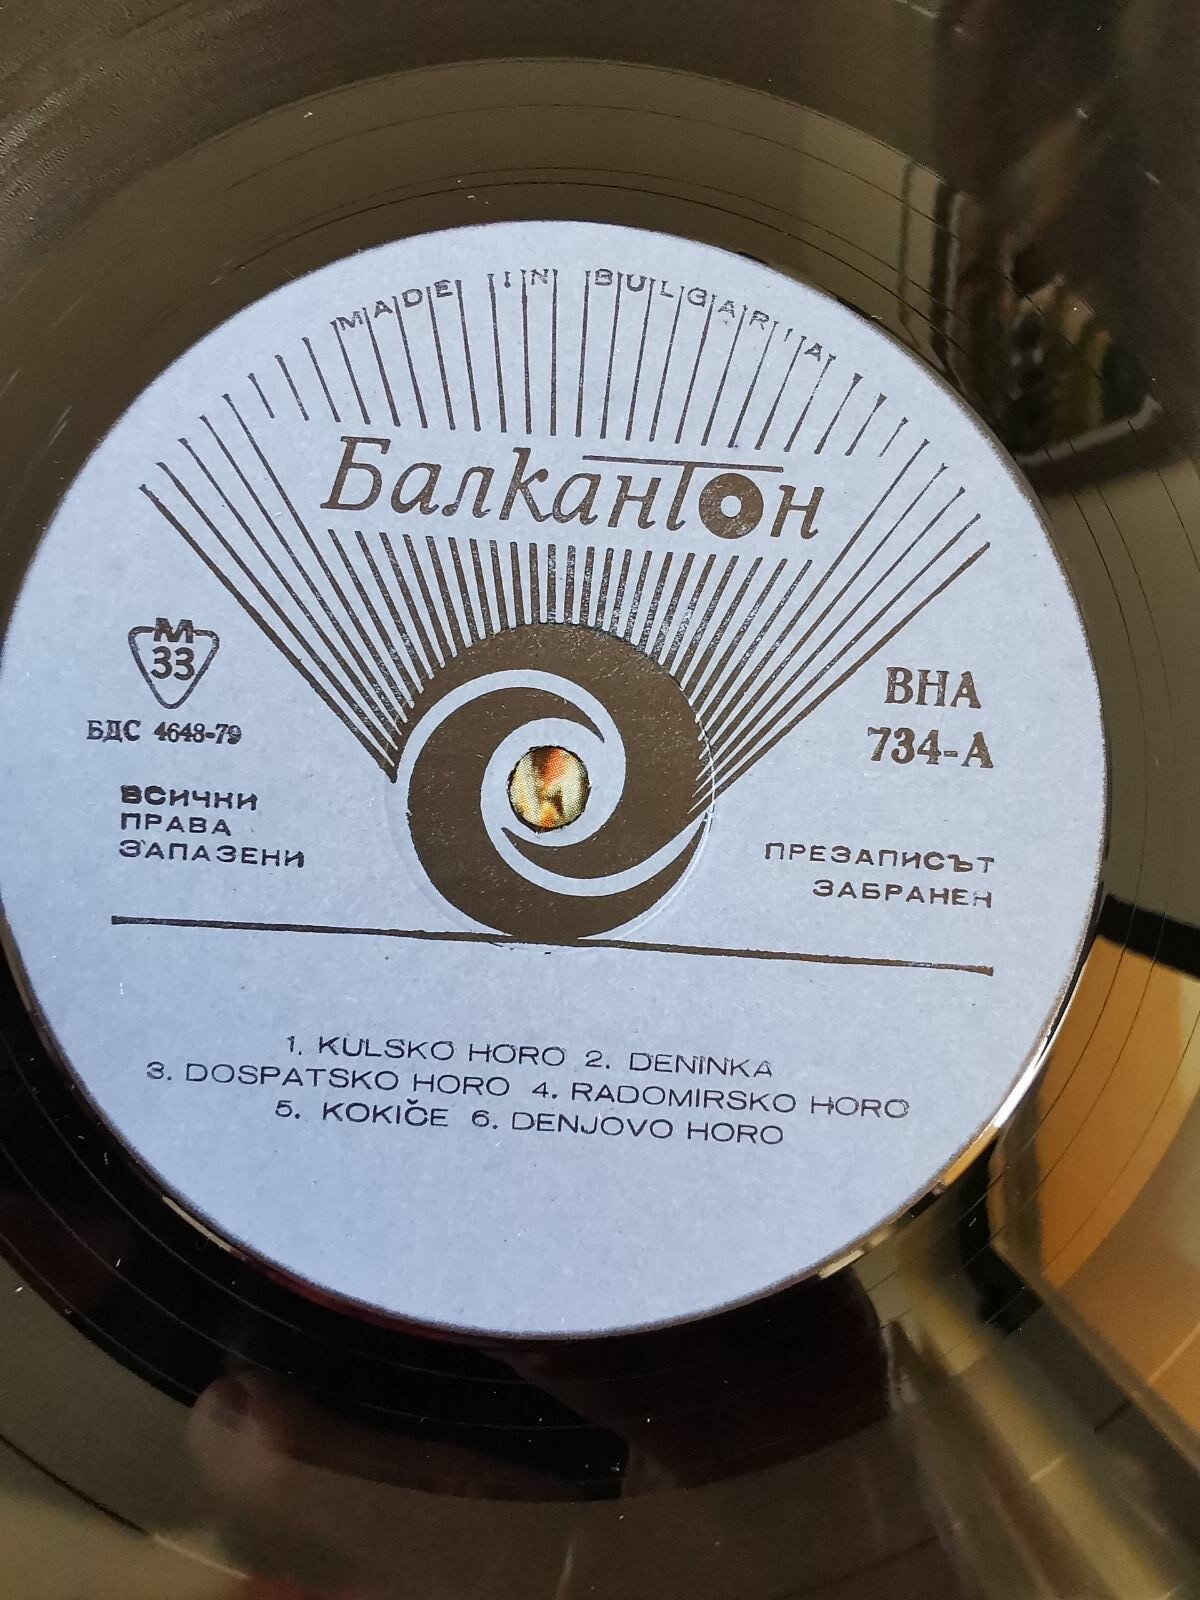 MADE IN BULGARIA
Балкантон
М
33
БДС 4648-79
ВСИЧКИ
ПРАВА
ЗАПАЗЕНИ
ВНА
734-А
ПРЕЗАПИСЪТ
ЗАБРАНЕН
1. KULSKO HORO 2. DENINKA
3. DOSPATSKO HORO 4. RADOMIRSKO HORO
5. KOKIČE 6. DENJOVO HORO